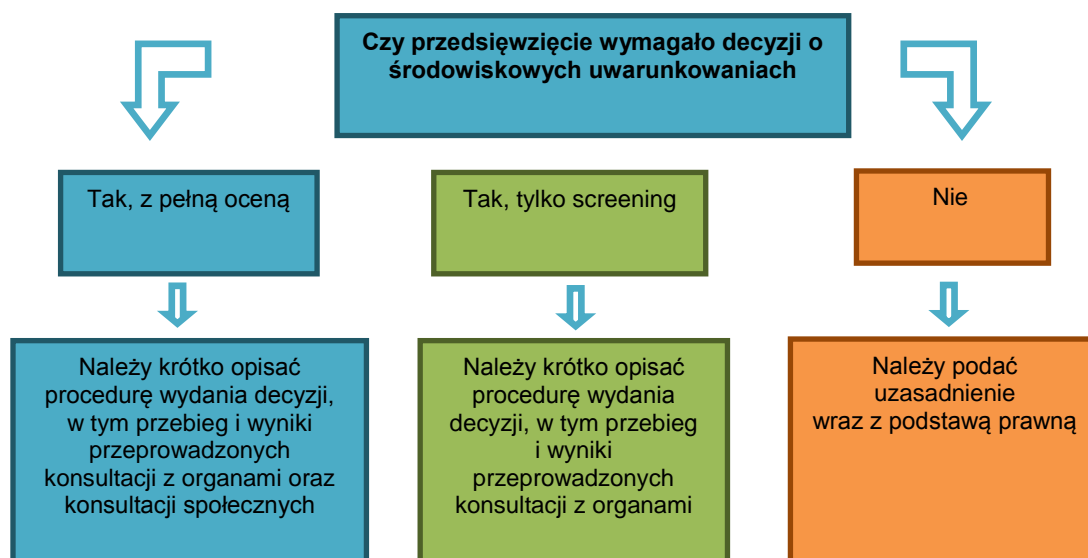 Czy przedsięwzięcie wymagało decyzji o
środowiskowych uwarunkowaniach
Tak, z pełną oceną
Tak, tylko screening
Nie
Należy krótko opisać
procedurę wydania decyzji,
w tym przebieg i wyniki
przeprowadzonych
konsultacji z organami oraz
konsultacji społecznych
Należy krótko opisać
procedurę wydania
decyzji, w tym przebieg
i wyniki
przeprowadzonych
konsultacji z organami
Należy podać
uzasadnienie
wraz z podstawą prawną